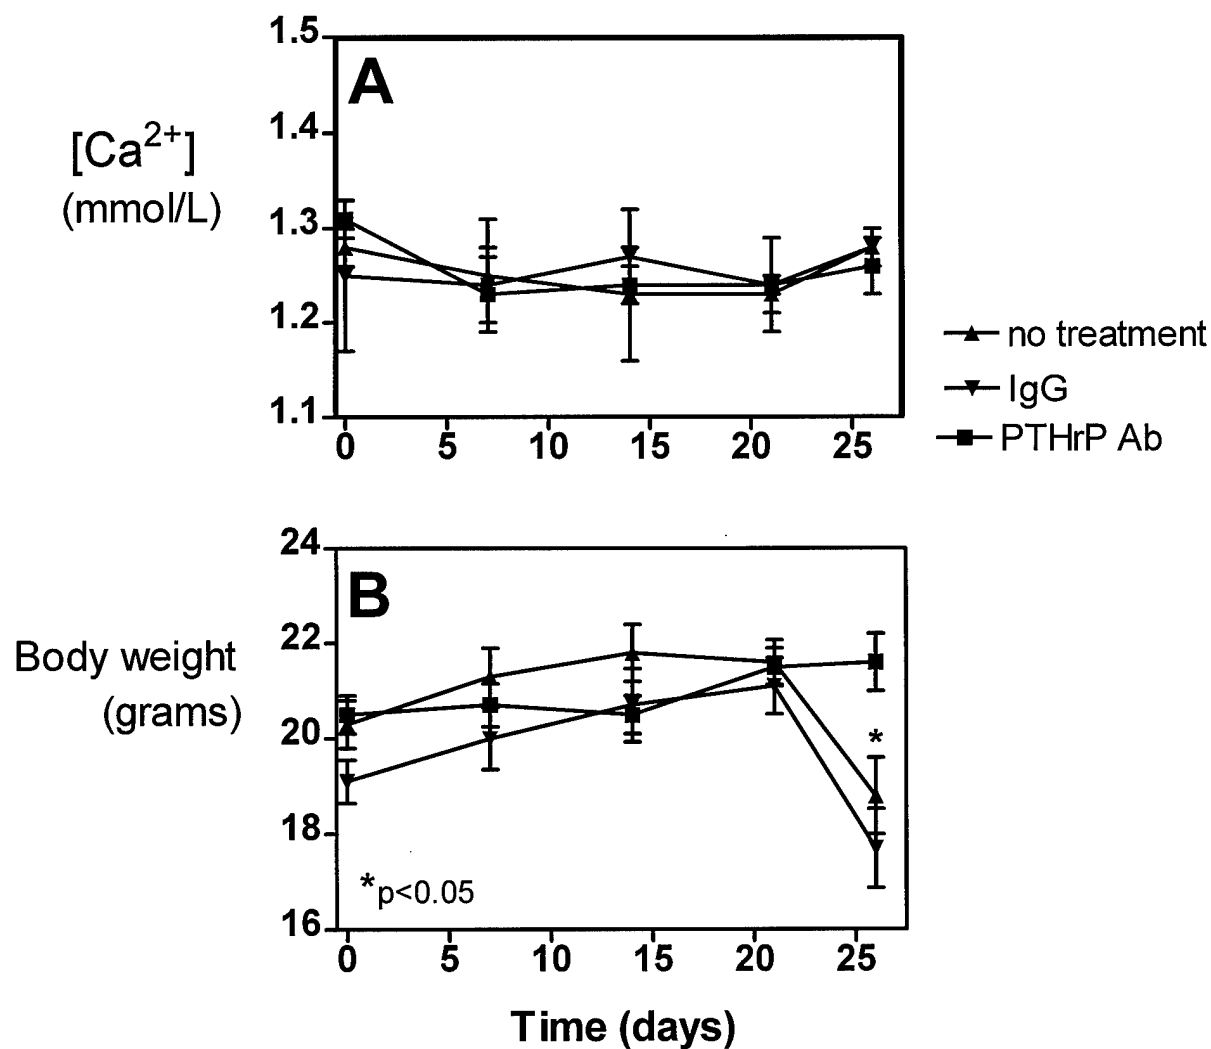 1.5
A
1.4
[Ca²⁺]
(mmol/L)
1.3
1.2
1.1
0 5 10 15 20 25
no treatment
IgG
PTHrP Ab
24
B
22
Body weight
(grams)
20
*
18
*p<0.05
16
0 5 10 15 20 25
Time (days)